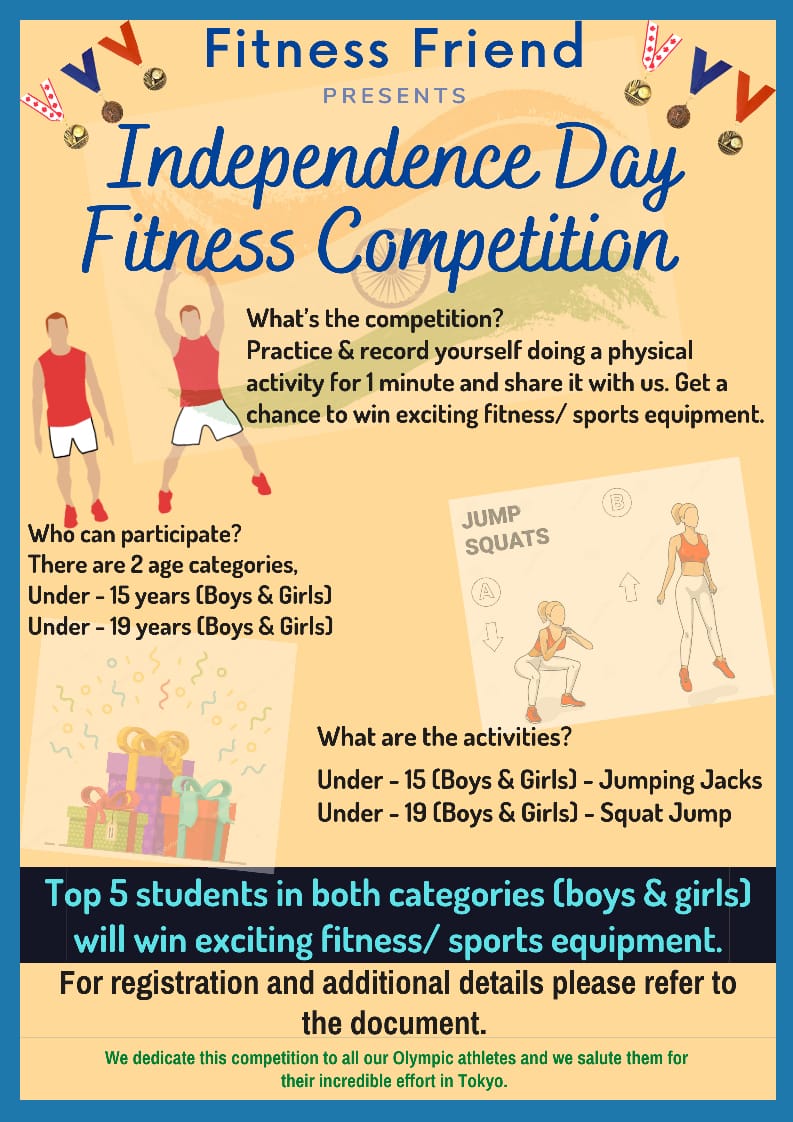 Fitness Friend
PRESENTS
Independence Day
Fitness Competition
What's the competition?
Practice & record yourself doing a physical
activity for 1 minute and share it with us. Get a
chance to win exciting fitness/ sports equipment.
JUMP
SQUATS
B
A
Who can participate?
There are 2 age categories,
Under - 15 years (Boys & Girls)
Under - 19 years (Boys & Girls)
What are the activities?
Under - 15 (Boys & Girls) - Jumping Jacks
Under - 19 (Boys & Girls) - Squat Jump
Top 5 students in both categories (boys & girls)
will win exciting fitness/ sports equipment.
For registration and additional details please refer to
the document.
We dedicate this competition to all our Olympic athletes and we salute them for
their incredible effort in Tokyo.